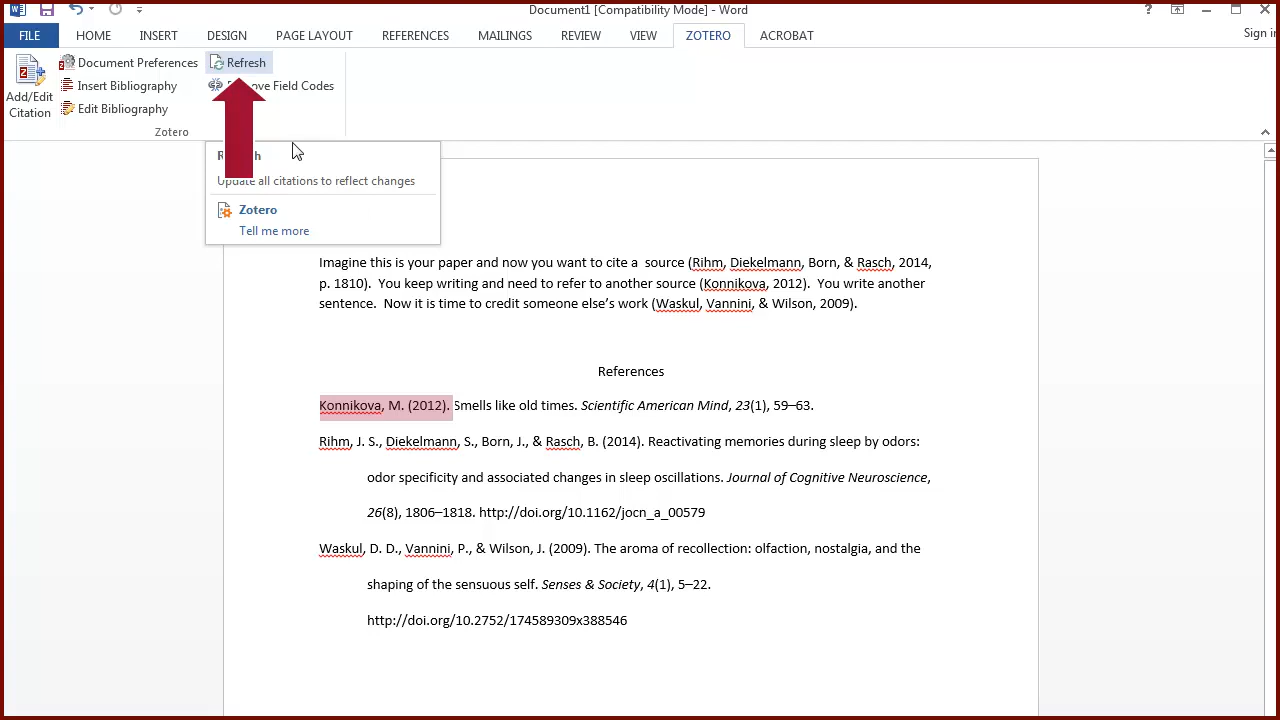 Document1 [Compatibility Mode] - Word
?
Sign in
FILE HOME INSERT DESIGN PAGE LAYOUT REFERENCES MAILINGS REVIEW VIEW ZOTERO ACROBAT
Add/Edit
Citation
Document Preferences
Insert Bibliography
Edit Bibliography
Refresh
Field Codes
Zotero
Update all citations to reflect changes
Zotero
Tell me more
Imagine this is your paper and now you want to cite a  source (Rihm, Diekelmann, Born, & Rasch, 2014,
p. 1810).  You keep writing and need to refer to another source (Konnikova, 2012).  You write another
sentence.  Now it is time to credit someone else’s work (Waskul, Vannini, & Wilson, 2009).
References
Konnikova, M. (2012). Smells like old times. Scientific American Mind, 23(1), 59–63.
Rihm, J. S., Diekelmann, S., Born, J., & Rasch, B. (2014). Reactivating memories during sleep by odors:
odor specificity and associated changes in sleep oscillations. Journal of Cognitive Neuroscience,
26(8), 1806–1818. http://doi.org/10.1162/jocn_a_00579
Waskul, D. D., Vannini, P., & Wilson, J. (2009). The aroma of recollection: olfaction, nostalgia, and the
shaping of the sensuous self. Senses & Society, 4(1), 5–22.
http://doi.org/10.2752/174589309x388546